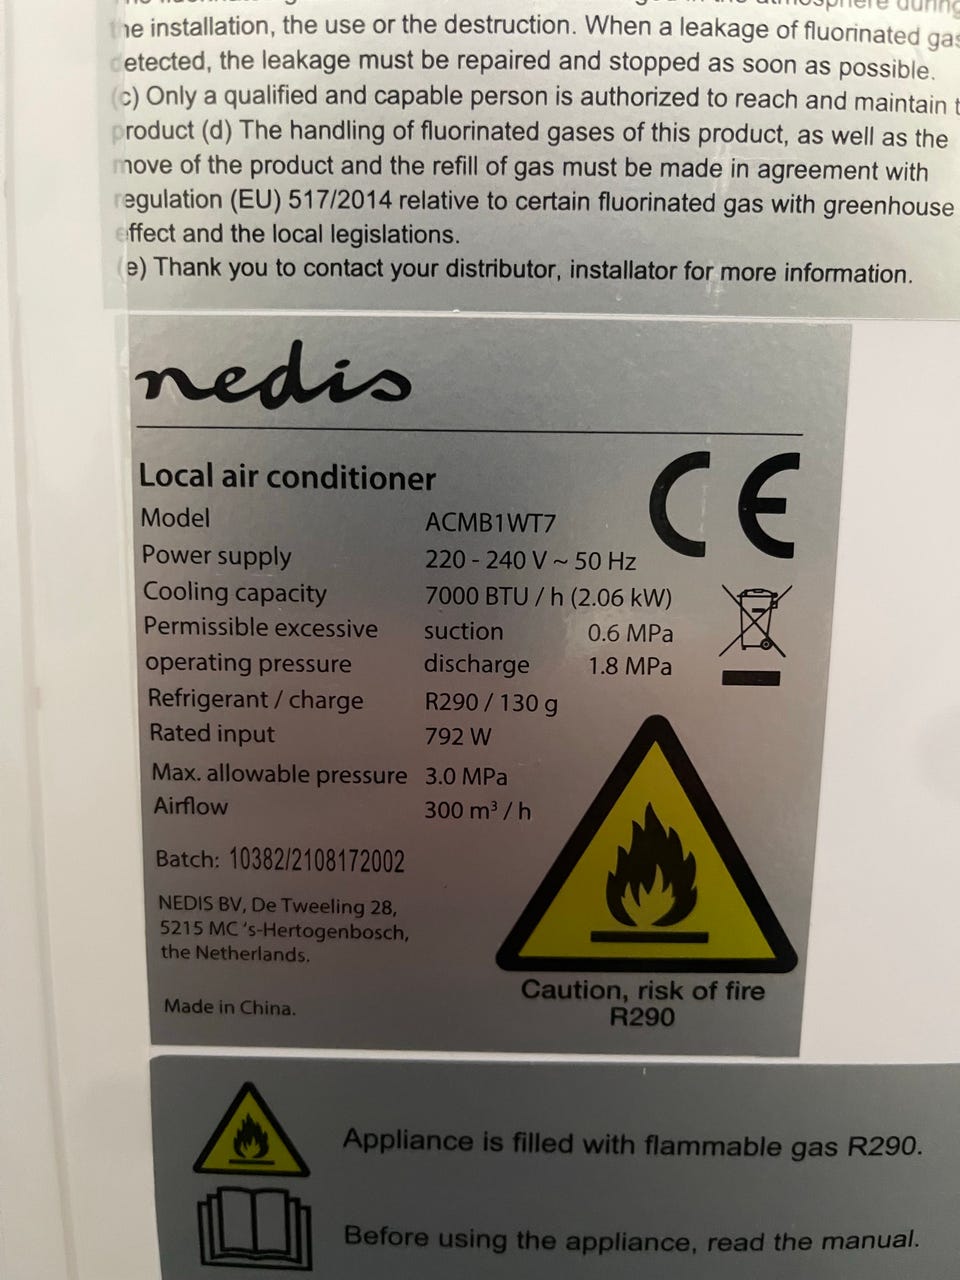 the installation, the use or the destruction. When a leakage of fluorinated gas
detected, the leakage must be repaired and stopped as soon as possible.
(c) Only a qualified and capable person is authorized to reach and maintain t
product (d) The handling of fluorinated gases of this product, as well as the
move of the product and the refill of gas must be made in agreement with
regulation (EU) 517/2014 relative to certain fluorinated gas with greenhouse
effect and the local legislations.
(e) Thank you to contact your distributor, installator for more information.
nedis
Local air conditioner
CE
Model ACMB1WT7
Power supply 220 - 240 V ~ 50 Hz
Cooling capacity 7000 BTU / h (2.06 kW)
Permissible excessive suction 0.6 MPa
operating pressure discharge 1.8 MPa
Refrigerant / charge R290 / 130 g
Rated input 792 W
Max. allowable pressure 3.0 MPa
Airflow 300 m³ / h
Batch: 10382/2108172002
NEDIS BV, De Tweeling 28,
5215 MC 's-Hertogenbosch,
the Netherlands.
Made in China.
Caution, risk of fire
R290
Appliance is filled with flammable gas R290.
Before using the appliance, read the manual.